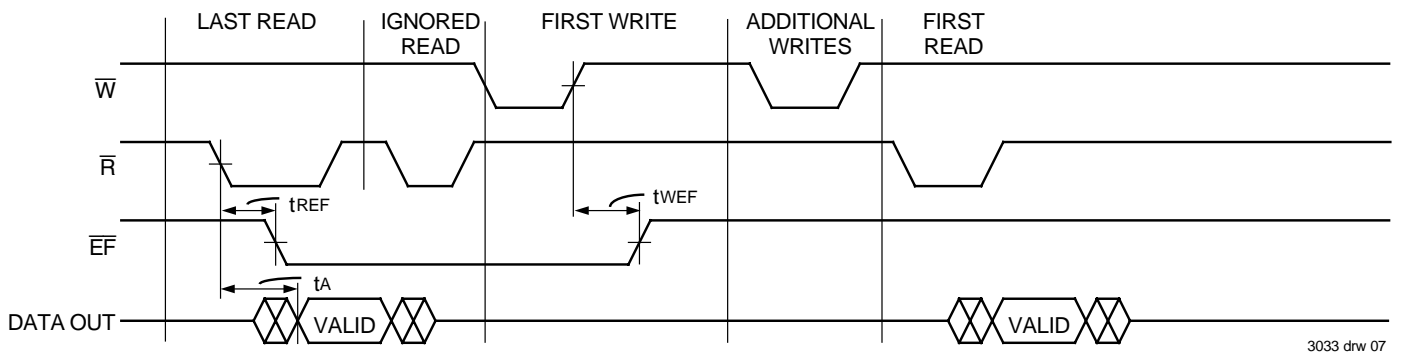 LAST READ
IGNORED READ
FIRST WRITE
ADDITIONAL WRITES
FIRST READ
W̅
R̅
tREF
tWEF
E̅F̅
tA
DATA OUT
VALID
VALID
3033 drw 07